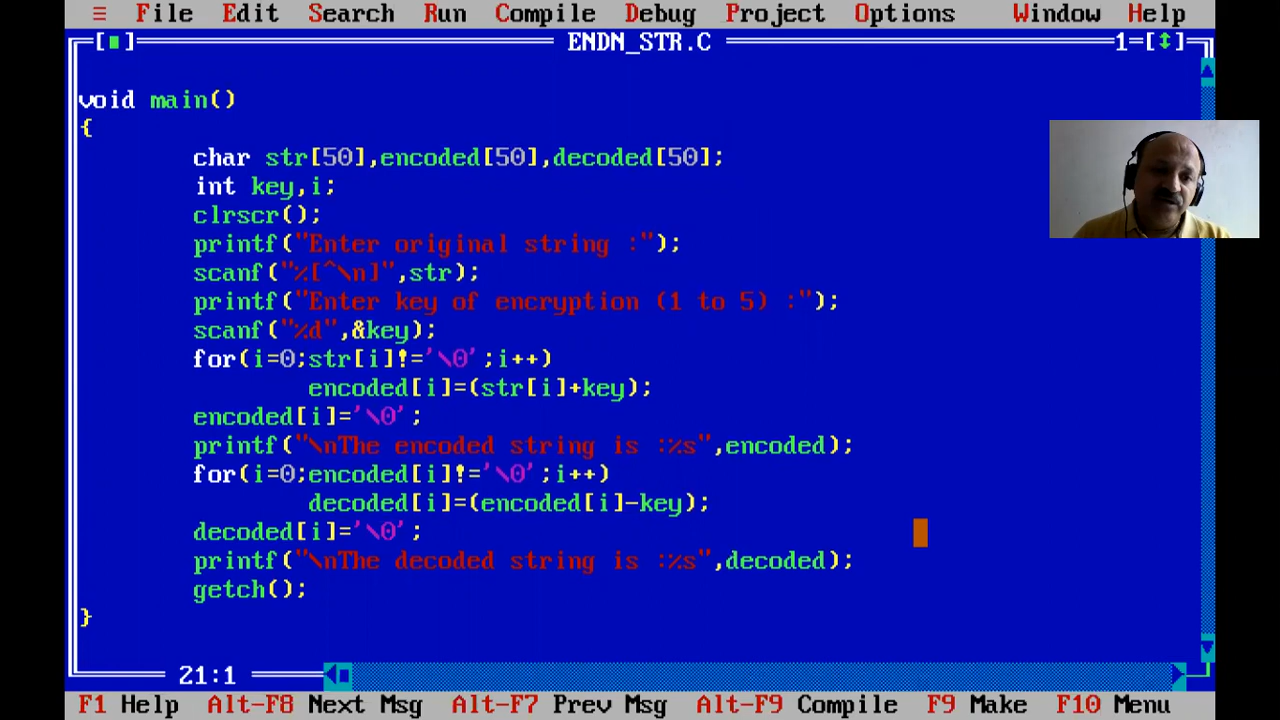 ≡ File Edit Search Run Compile Debug Project Options Window Help
[■] ENDN_STR.C 1=[↕]
void main()
{
char str[50],encoded[50],decoded[50];
int key,i;
clrscr();
printf("Enter original string :");
scanf("%[^\n]",str);
printf("Enter key of encryption (1 to 5) :");
scanf("%d",&key);
for(i=0;str[i]!='\0';i++)
encoded[i]=(str[i]+key);
encoded[i]='\0';
printf("\nThe encoded string is :%s",encoded);
for(i=0;encoded[i]!='\0';i++)
decoded[i]=(encoded[i]-key);
decoded[i]='\0';
printf("\nThe decoded string is :%s",decoded);
getch();
}
21:1
F1 Help Alt-F8 Next Msg Alt-F7 Prev Msg Alt-F9 Compile F9 Make F10 Menu